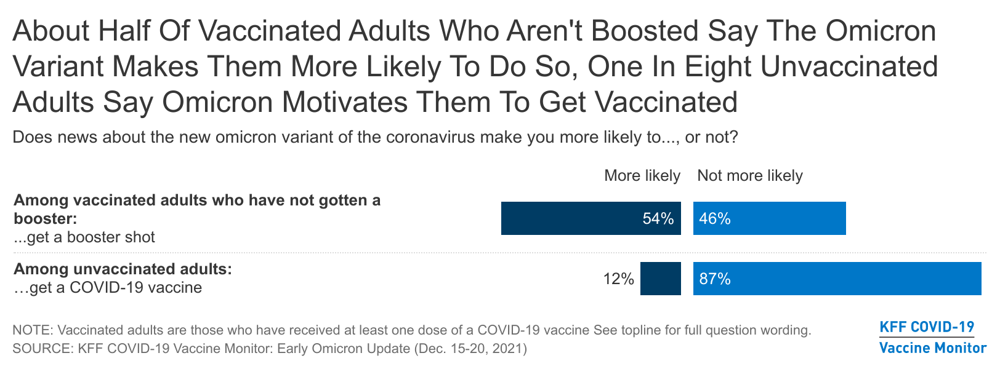 About Half Of Vaccinated Adults Who Aren't Boosted Say The Omicron
Variant Makes Them More Likely To Do So, One In Eight Unvaccinated
Adults Say Omicron Motivates Them To Get Vaccinated
Does news about the new omicron variant of the coronavirus make you more likely to..., or not?
More likely Not more likely
Among vaccinated adults who have not gotten a
booster:
...get a booster shot
54% 46%
Among unvaccinated adults:
…get a COVID-19 vaccine
12% 87%
NOTE: Vaccinated adults are those who have received at least one dose of a COVID-19 vaccine See topline for full question wording.
SOURCE: KFF COVID-19 Vaccine Monitor: Early Omicron Update (Dec. 15-20, 2021)
KFF COVID-19
Vaccine Monitor